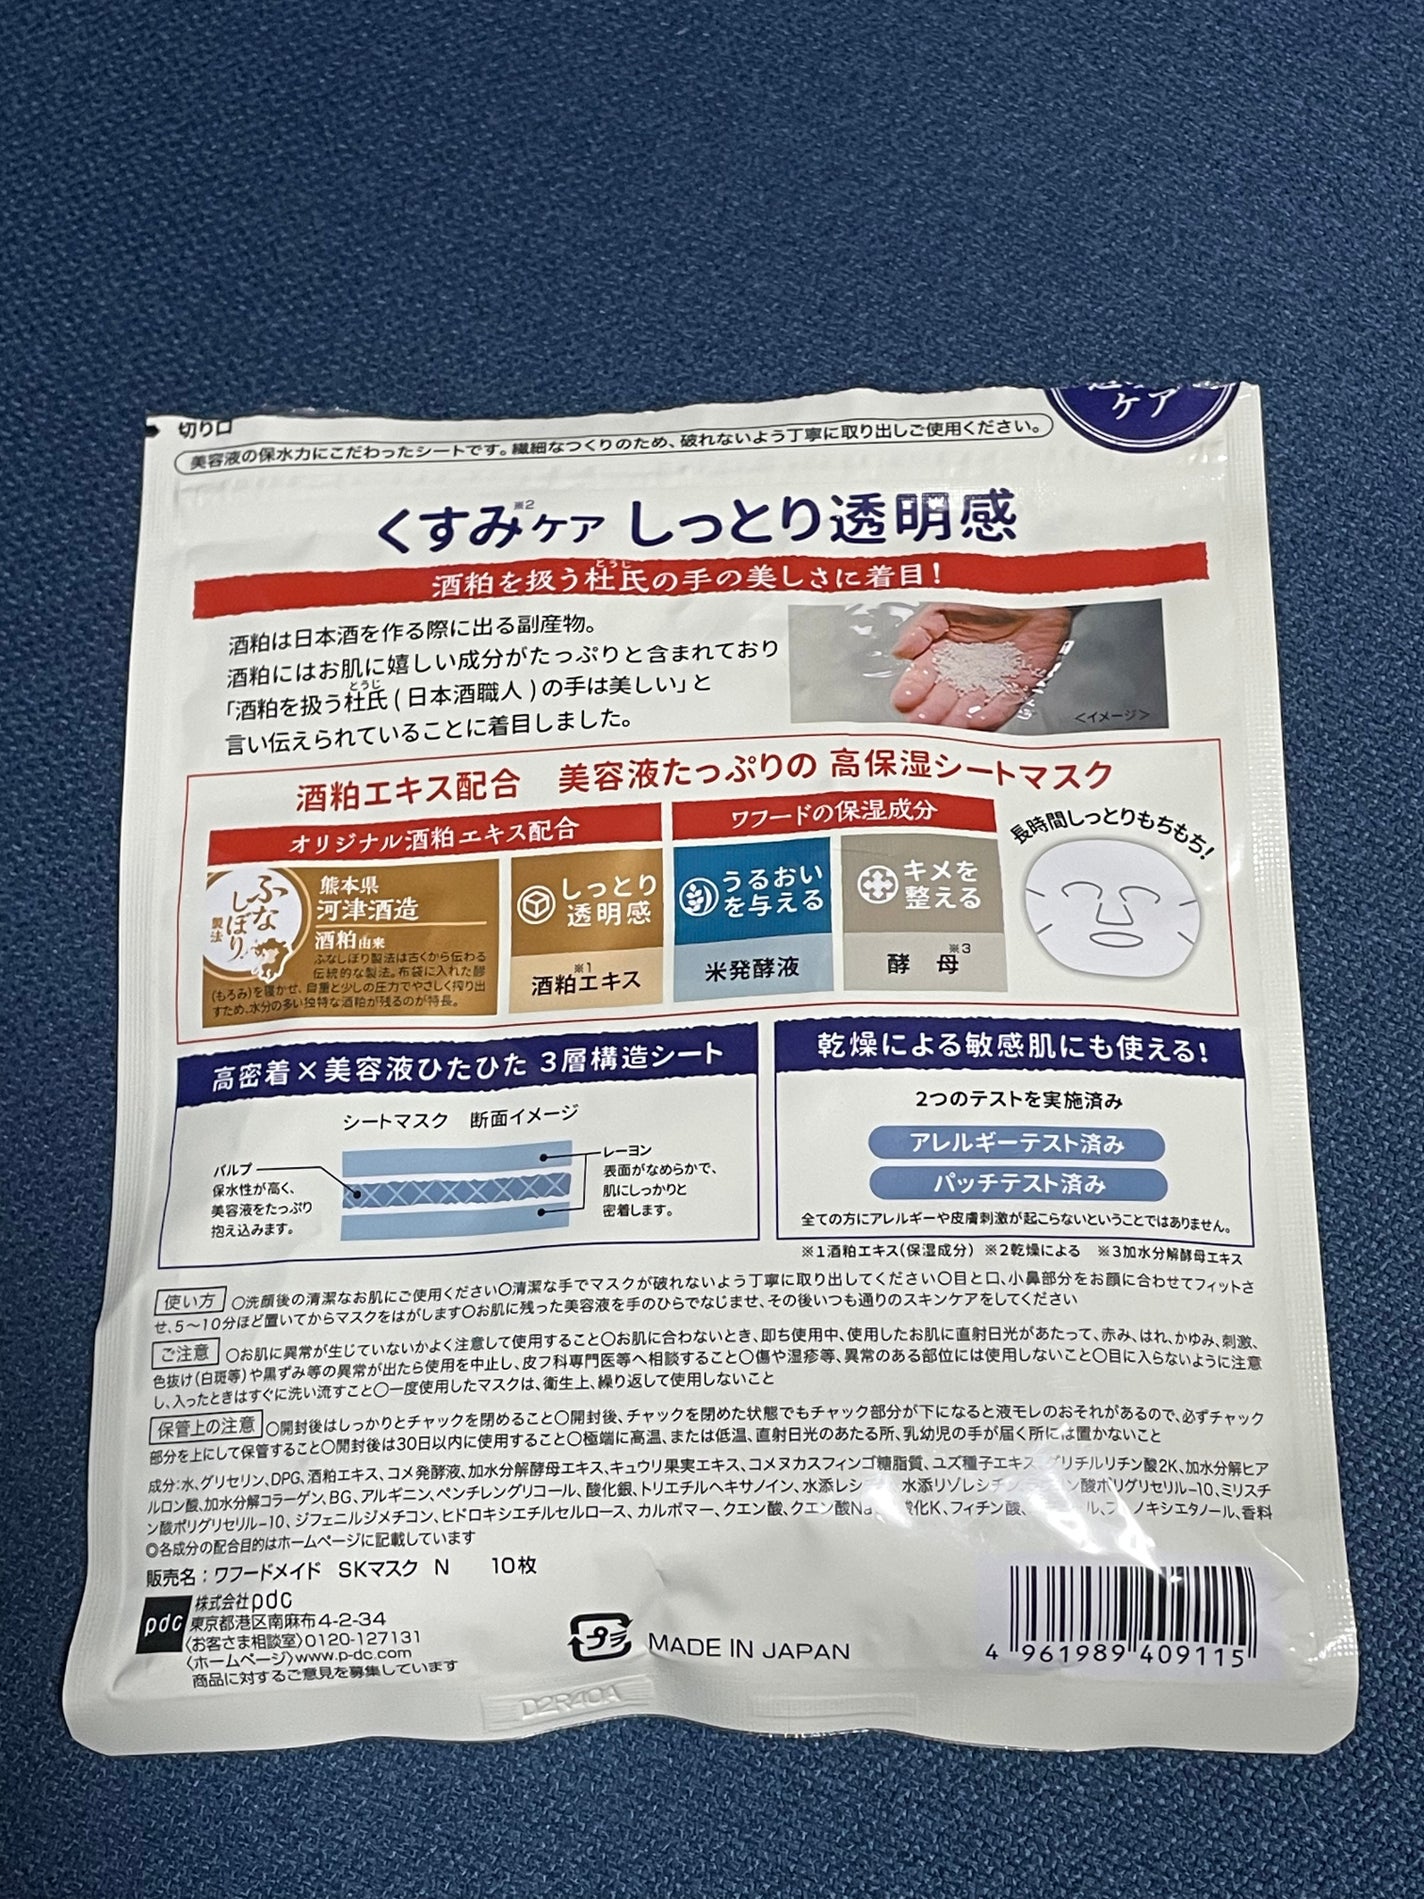 切り口
ケア
美容液の保水力にこだわったシートです。繊細なつくりのため、破れないよう丁寧に取り出しご使用ください。
くすみ※2ケア しっとり透明感
とうじ
酒粕を扱う杜氏の手の美しさに着目！
酒粕は日本酒を作る際に出る副産物。
酒粕にはお肌に嬉しい成分がたっぷりと含まれており
とうじ
「酒粕を扱う杜氏(日本酒職人)の手は美しい」と
言い伝えられていることに着目しました。
＜イメージ＞
酒粕エキス配合 美容液たっぷりの 高保湿シートマスク
オリジナル酒粕エキス配合
ふなしぼり製法
熊本県
河津酒造
酒粕由来
ふなしぼり製法は古くから伝わる
伝統的な製法。布袋に入れた醪
(もろみ)を寝かせ、自重と少しの圧力でやさしく搾り出
すため、水分の多い独特な酒粕が残るのが特長。
しっとり
透明感
※1
酒粕エキス
ワフードの保湿成分
うるおい
を与える
米発酵液
キメを
整える
※3
酵母
長時間しっとりもちもち！
高密着×美容液ひたひた 3層構造シート
シートマスク 断面イメージ
パルプ
保水性が高く、
美容液をたっぷり
抱え込みます。
レーヨン
表面がなめらかで、
肌にしっかりと
密着します。
乾燥による敏感肌にも使える！
2つのテストを実施済み
アレルギーテスト済み
パッチテスト済み
全ての方にアレルギーや皮膚刺激が起こらないということではありません。
※1酒粕エキス(保湿成分) ※2乾燥による ※3加水分解酵母エキス
使い方 ○洗顔後の清潔なお肌にご使用ください○清潔な手でマスクが破れないよう丁寧に取り出してください○目と口、小鼻部分をお顔に合わせてフィットさ
せ、5～10分ほど置いてからマスクをはがします○お肌に残った美容液を手のひらでなじませ、その後いつも通りのスキンケアをしてください
ご注意 ○お肌に異常が生じていないかよく注意して使用すること○お肌に合わないとき、即ち使用中、使用したお肌に直射日光があたって、赤み、はれ、かゆみ、刺激、
色抜け(白斑等)や黒ずみ等の異常が出たら使用を中止し、皮フ科専門医等へ相談すること○傷や湿疹等、異常のある部位には使用しないこと○目に入らないように注意
し、入ったときはすぐに洗い流すこと○一度使用したマスクは、衛生上、繰り返して使用しないこと
保管上の注意 ○開封後はしっかりとチャックを閉めること○開封後、チャックを閉めた状態でもチャック部分が下になると液モレのおそれがあるので、必ずチャック
部分を上にして保管すること○開封後は30日以内に使用すること○極端に高温、または低温、直射日光のあたる所、乳幼児の手が届く所には置かないこと
成分:水、グリセリン、DPG、酒粕エキス、コメ発酵液、加水分解酵母エキス、キュウリ果実エキス、コメヌカスフィンゴ糖脂質、ユズ種子エキス、グリチルリチン酸2K、加水分解ヒア
ルロン酸、加水分解コラーゲン、BG、アルギニン、ペンチレングリコール、酸化銀、トリエチルヘキサノイン、水添レシチン、水添リゾレシチン、ン酸ポリグリセリル-10、ミリスチ
ン酸ポリグリセリル-10、ジフェニルジメチコン、ヒドロキシエチルセルロース、カルボマー、クエン酸、クエン酸Na、酸化K、フィチン酸、ル、フェノキシエタノール、香料
◎各成分の配合目的はホームページに記載しています
販売名：ワフードメイド SKマスク N 10枚
pdc
株式会社pdc
東京都港区南麻布4-2-34
〈お客さま相談室〉0120-127131
〈ホームページ〉www.p-dc.com
商品に対するご意見を募集しています
プラ
MADE IN JAPAN
4 961989 409115
D2R40A